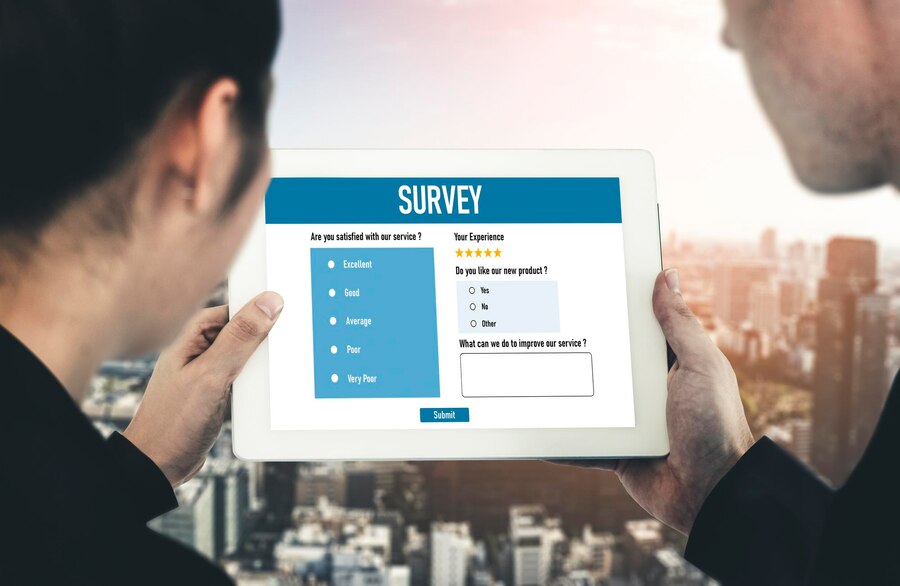 SURVEY
Are you satisfied with our service ?
Excellent
Good
Average
Poor
Very Poor
Your Experience
Do you like our new product ?
Yes
No
Other
What can we do to improve our service ?
Submit